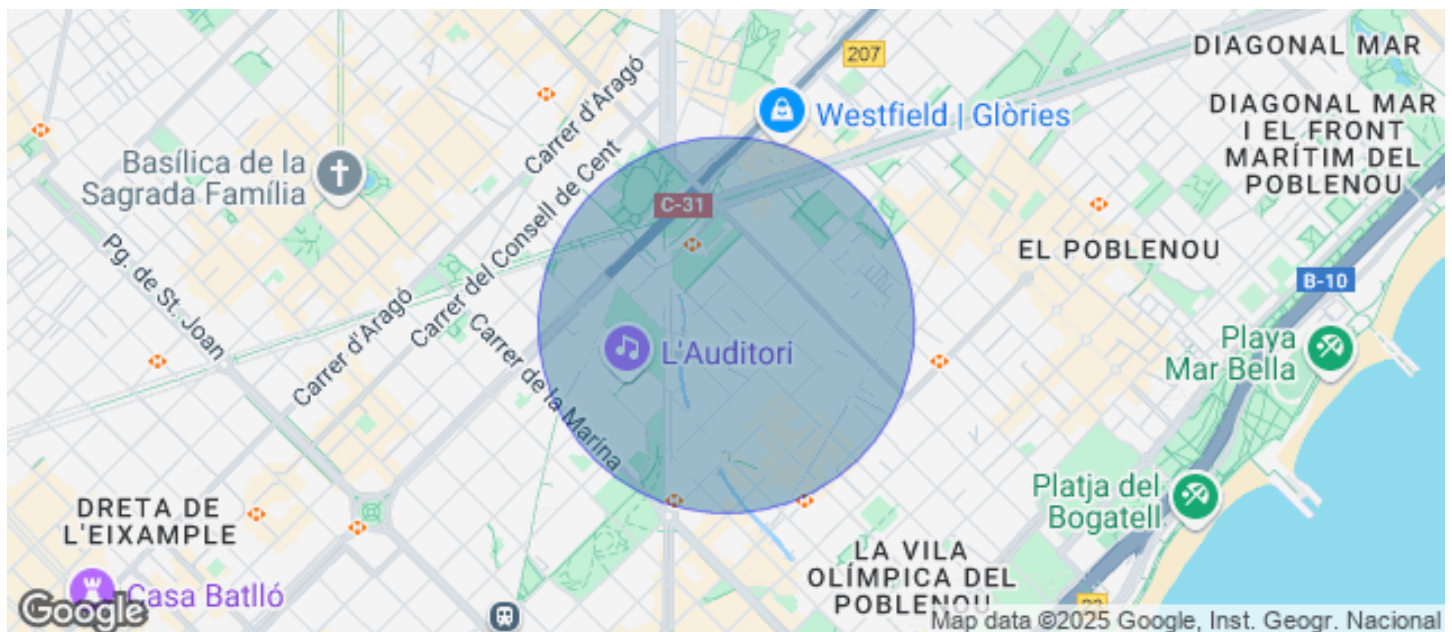 207
DIAGONAL MAR
Westfield | Glòries
DIAGONAL MAR
I EL FRONT
MARÍTIM DEL
POBLENOU
Carrer d'Aragó
Basílica de la
Sagrada Família
Carrer del Consell de Cent
C-31
EL POBLENOU
Pg. de St. Joan
B-10
Carrer d'Aragó
Carrer de la Marina
L'Auditori
Playa
Mar Bella
Platja del
Bogatell
DRETA DE
L'EIXAMPLE
LA VILA
OLÍMPICA DEL
POBLENOU
Casa Batlló
Google
Map data ©2025 Google, Inst. Geogr. Nacional